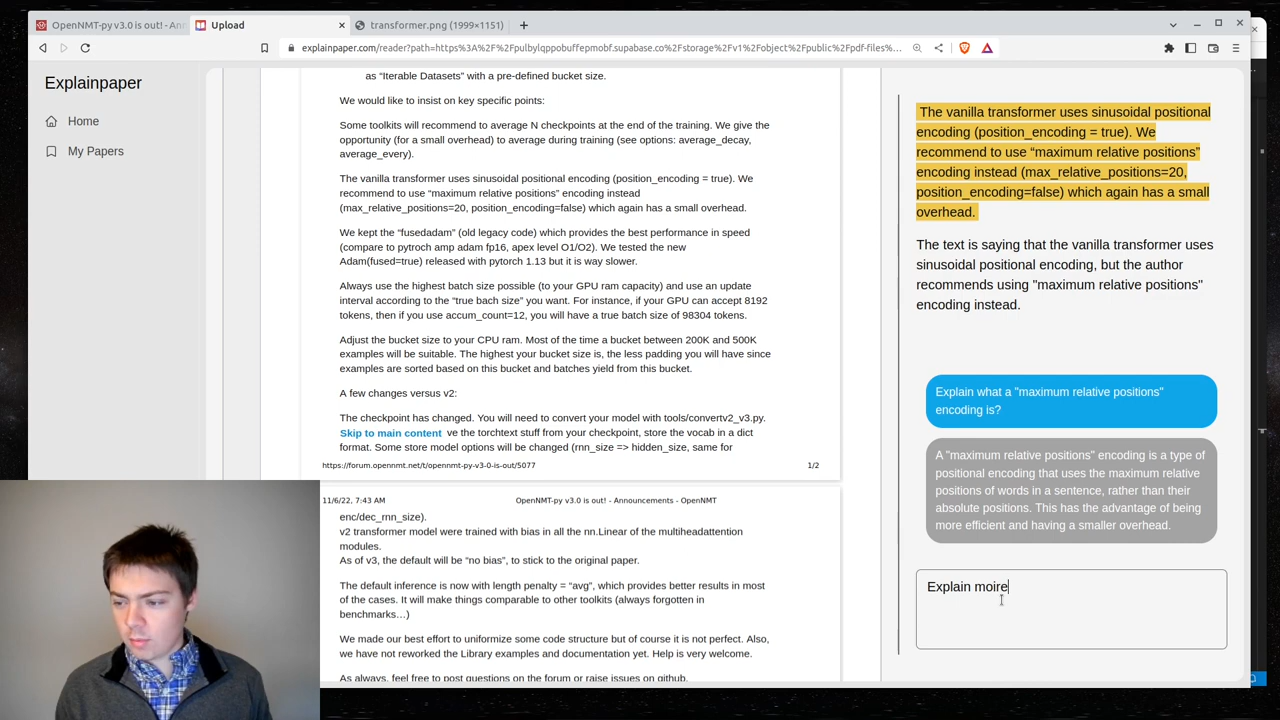 OpenNMT-py v3.0 is out! - Ann
Upload
transformer.png (1999×1151)
explainpaper.com/reader?path=https%3A%2F%2Fpulbylqppobuffepmobf.supabase.co%2Fstorage%2Fv1%2Fobject%2Fpublic%2Fpdf-files%...
Explainpaper
Home
My Papers
as “Iterable Datasets” with a pre-defined bucket size.
We would like to insist on key specific points:
Some toolkits will recommend to average N checkpoints at the end of the training. We give the
opportunity (for a small overhead) to average during training (see options: average_decay,
average_every).
The vanilla transformer uses sinusoidal positional encoding (position_encoding = true). We
recommend to use “maximum relative positions” encoding instead
(max_relative_positions=20, position_encoding=false) which again has a small overhead.
We kept the “fusedadam” (old legacy code) which provides the best performance in speed
(compare to pytroch amp adam fp16, apex level O1/O2). We tested the new
Adam(fused=true) released with pytorch 1.13 but it is way slower.
Always use the highest batch size possible (to your GPU ram capacity) and use an update
interval according to the “true bach size” you want. For instance, if your GPU can accept 8192
tokens, then if you use accum_count=12, you will have a true batch size of 98304 tokens.
Adjust the bucket size to your CPU ram. Most of the time a bucket between 200K and 500K
examples will be suitable. The highest your bucket size is, the less padding you will have since
examples are sorted based on this bucket and batches yield from this bucket.
A few changes versus v2:
The checkpoint has changed. You will need to convert your model with tools/convertv2_v3.py.
Skip to main content ve the torchtext stuff from your checkpoint, store the vocab in a dict
format. Some store model options will be changed (rnn_size => hidden_size, same for
https://forum.opennmt.net/t/opennmt-py-v3-0-is-out/5077 1/2
11/6/22, 7:43 AM OpenNMT-py v3.0 is out! - Announcements - OpenNMT
enc/dec_rnn_size).
v2 transformer model were trained with bias in all the nn.Linear of the multiheadattention
modules.
As of v3, the default will be “no bias”, to stick to the original paper.
The default inference is now with length penalty = “avg”, which provides better results in most
of the cases. It will make things comparable to other toolkits (always forgotten in
benchmarks…)
We made our best effort to uniformize some code structure but of course it is not perfect. Also,
we have not reworked the Library examples and documentation yet. Help is very welcome.
As always, feel free to post questions on the forum or raise issues on github.
The vanilla transformer uses sinusoidal positional
encoding (position_encoding = true). We
recommend to use “maximum relative positions”
encoding instead (max_relative_positions=20,
position_encoding=false) which again has a small
overhead.
The text is saying that the vanilla transformer uses
sinusoidal positional encoding, but the author
recommends using "maximum relative positions"
encoding instead.
Explain what a "maximum relative positions"
encoding is?
A "maximum relative positions" encoding is a type of
positional encoding that uses the maximum relative
positions of words in a sentence, rather than their
absolute positions. This has the advantage of being
more efficient and having a smaller overhead.
Explain moire